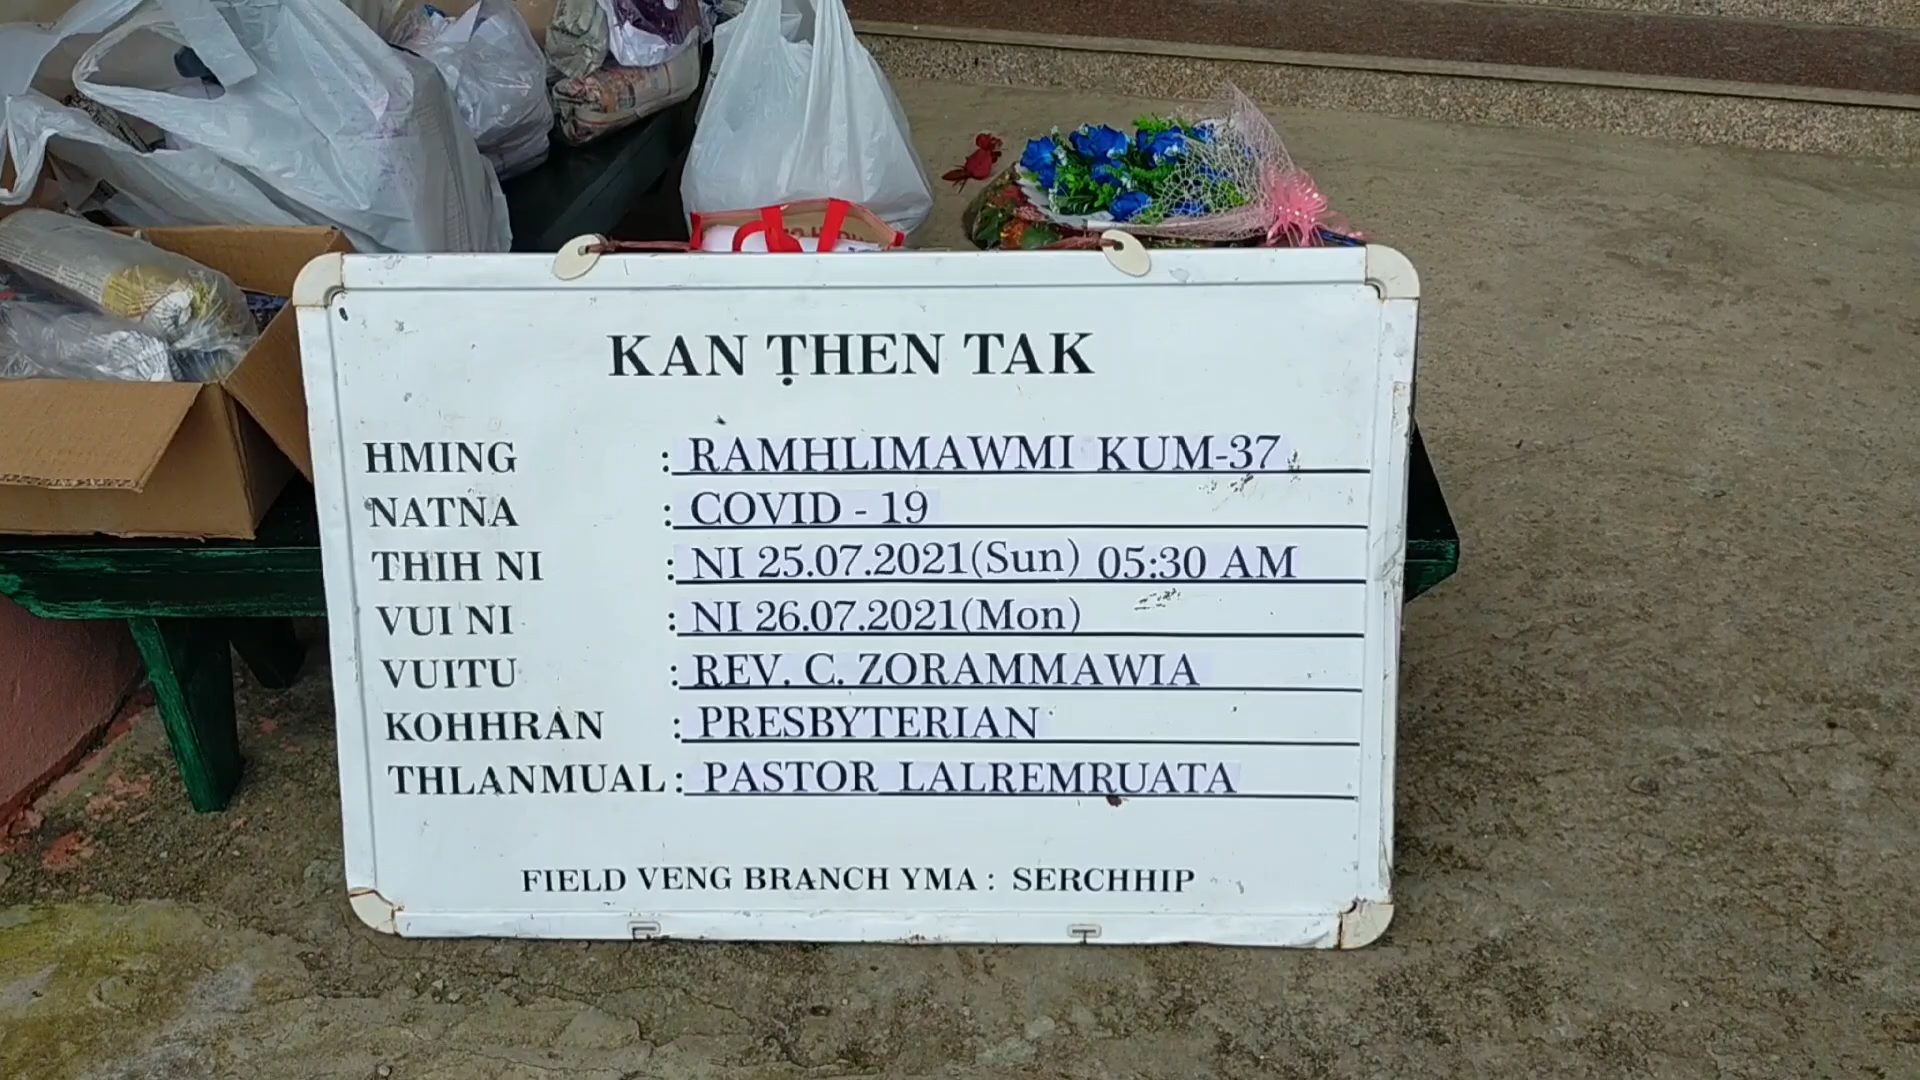 KAN ṬHEN TAK
HMING : RAMHLIMAWMI KUM-37
NATNA : COVID - 19
THIH NI : NI 25.07.2021(Sun) 05:30 AM
VUI NI : NI 26.07.2021(Mon)
VUITU : REV. C. ZORAMMAWIA
KOHHRAN : PRESBYTERIAN
THLANMUAL : PASTOR LALREMRUATA
FIELD VENG BRANCH YMA : SERCHHIP